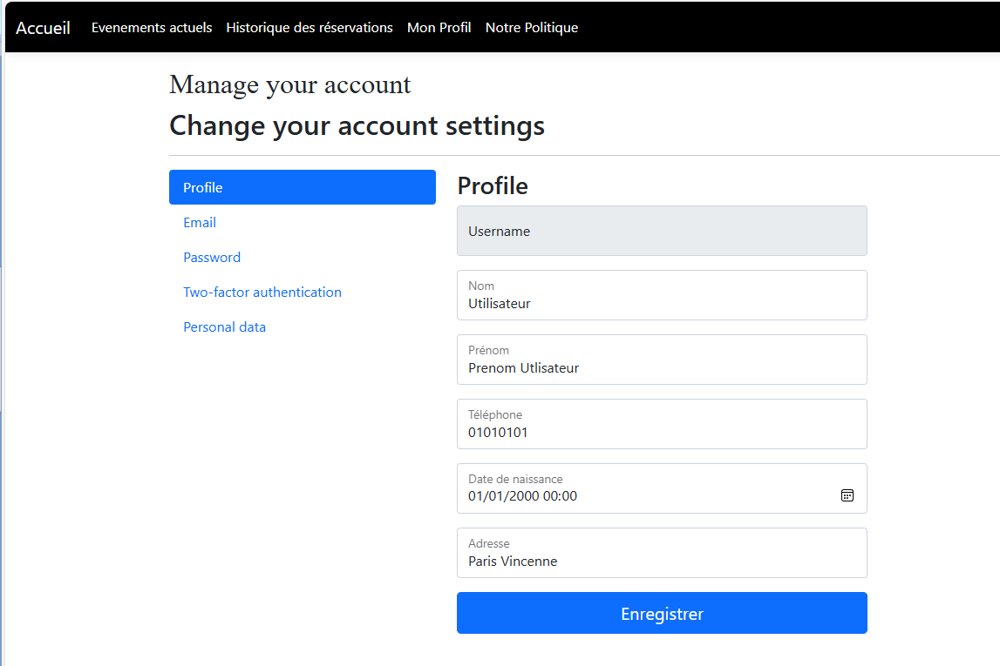 Accueil Evenements actuels Historique des réservations Mon Profil Notre Politique
Manage your account
Change your account settings
Profile
Email
Password
Two-factor authentication
Personal data
Profile
Username
Nom
Utilisateur
Prénom
Prenom Utlisateur
Téléphone
01010101
Date de naissance
01/01/2000 00:00
Adresse
Paris Vincenne
Enregistrer